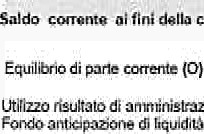 Saldo corrente ai fini della c
Equilibrio di parte corrente (O)
Utilizzo risultato di amministraz
Fondo anticipazione di liquidità